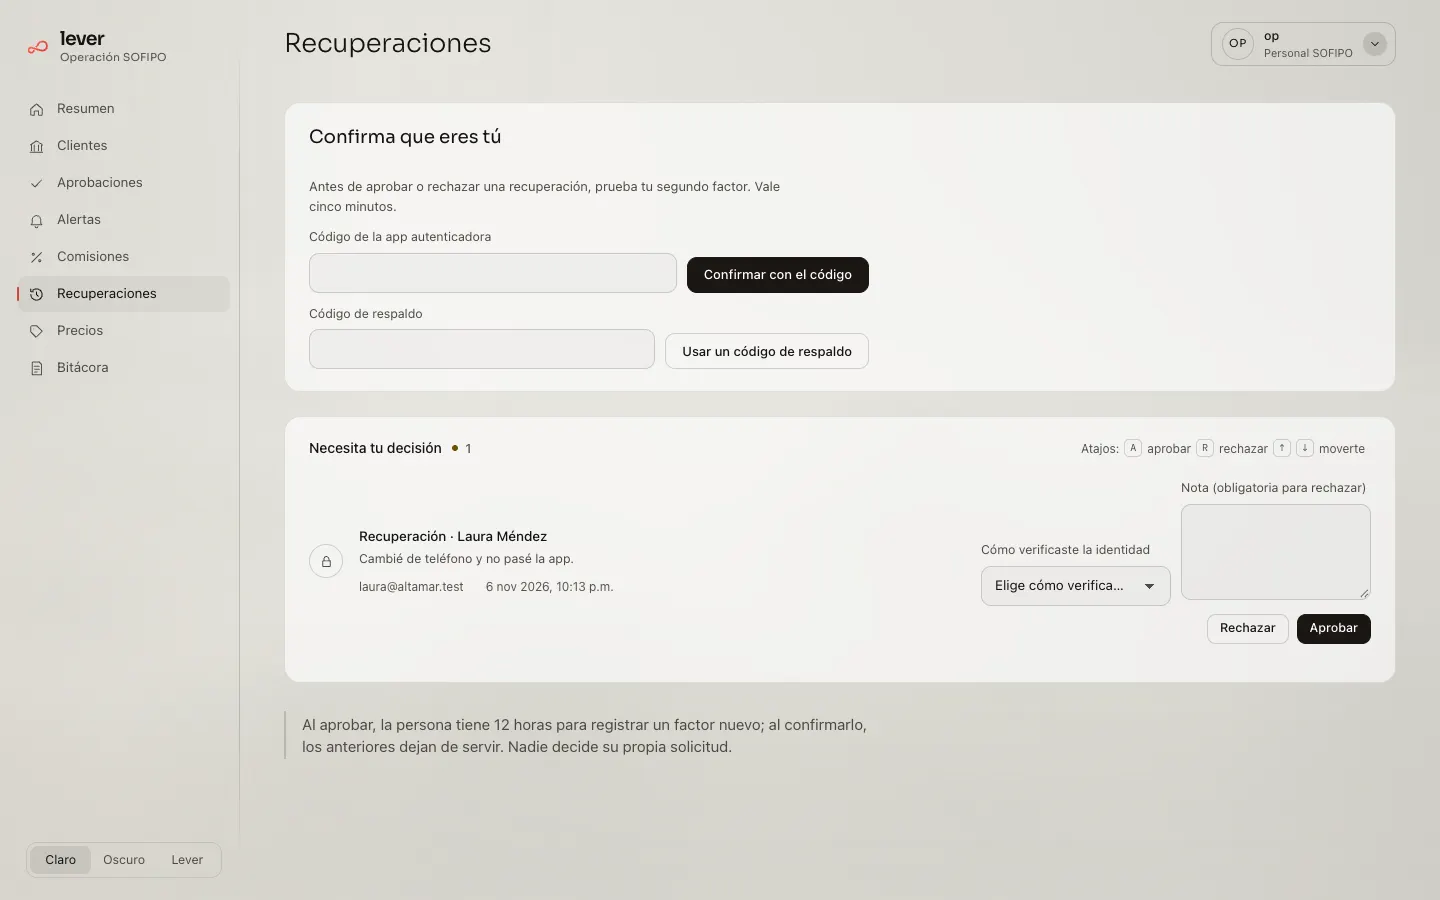 lever
Operación SOFIPO
Resumen
Clientes
Aprobaciones
Alertas
Comisiones
Recuperaciones
Precios
Bitácora
Claro
Oscuro
Lever
Recuperaciones
OP
op
Personal SOFIPO
Confirma que eres tú
Antes de aprobar o rechazar una recuperación, prueba tu segundo factor. Vale
cinco minutos.
Código de la app autenticadora
Confirmar con el código
Código de respaldo
Usar un código de respaldo
Necesita tu decisión 1
Atajos: A aprobar R rechazar ↑ ↓ moverte
Recuperación · Laura Méndez
Cambié de teléfono y no pasé la app.
laura@altamar.test 6 nov 2026, 10:13 p.m.
Cómo verificaste la identidad
Elige cómo verifica...
Nota (obligatoria para rechazar)
Rechazar
Aprobar
Al aprobar, la persona tiene 12 horas para registrar un factor nuevo; al confirmarlo,
los anteriores dejan de servir. Nadie decide su propia solicitud.